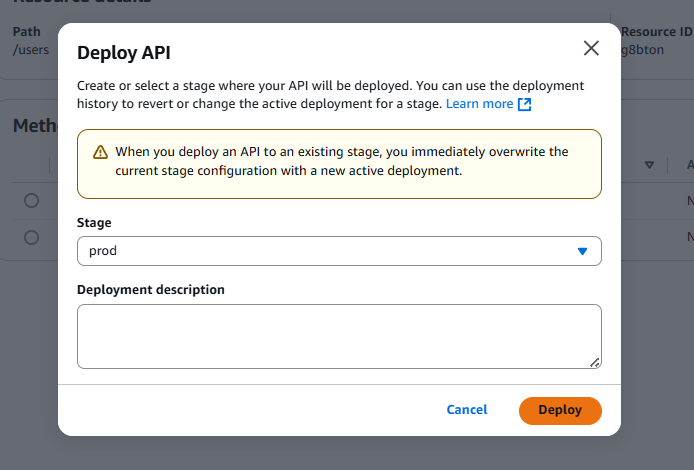 Resource details
Path
/users
Resource ID
g8bton
Deploy API
Create or select a stage where your API will be deployed. You can use the deployment
history to revert or change the active deployment for a stage. Learn more
Meth
When you deploy an API to an existing stage, you immediately overwrite the
current stage configuration with a new active deployment.
Stage
prod
Deployment description
Cancel
Deploy